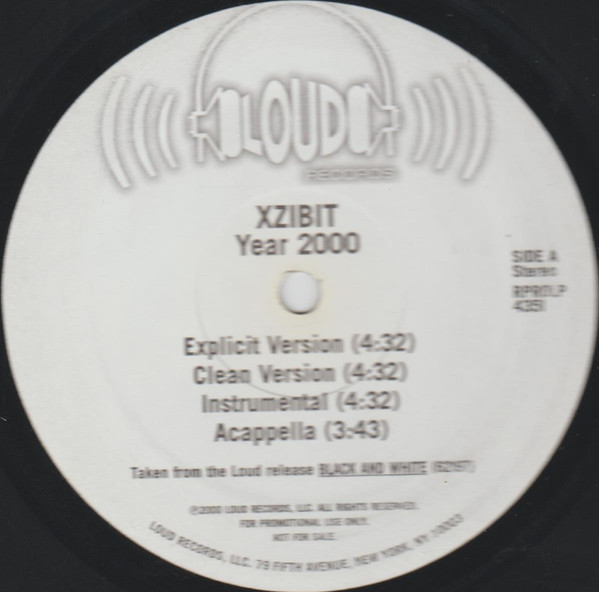 LOUD
RECORDS
XZIBIT
Year 2000
SIDE A
Stereo
RPROLP
4351
Explicit Version (4:32)
Clean Version (4:32)
Instrumental (4:32)
Acappella (3:43)
Taken from the Loud release BLACK AND WHITE (62197)
℗2000 LOUD RECORDS, LLC. ALL RIGHTS RESERVED.
FOR PROMOTIONAL USE ONLY.
NOT FOR SALE.
LOUD RECORDS, LLC. 79 FIFTH AVENUE, NEW YORK, NY 10003